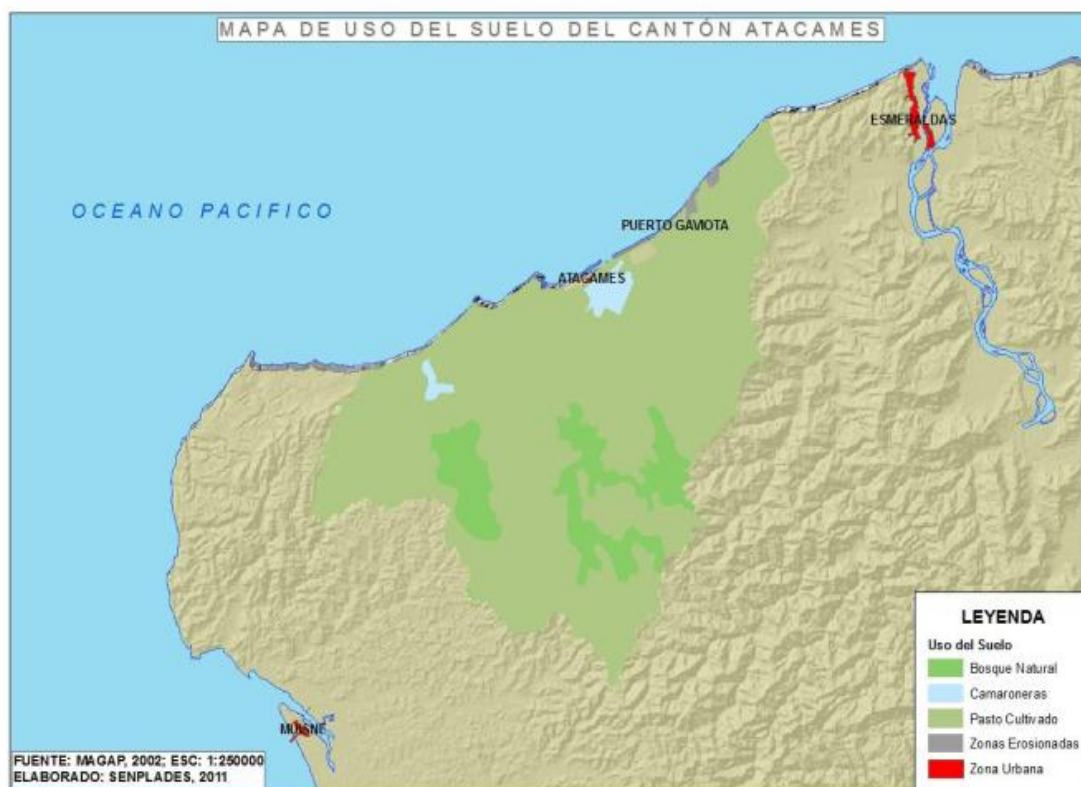 MAPA DE USO DEL SUELO DEL CANTÓN ATACAMES
ESMERALDAS
OCEANO PACIFICO
PUERTO GAVIOTA
ATACAMES
MUISNE
LEYENDA
Uso del Suelo
Bosque Natural
Camaroneras
Pasto Cultivado
Zonas Erosionadas
Zona Urbana
FUENTE: MAGAP, 2002; ESC: 1:250000
ELABORADO: SENPLADES, 2011